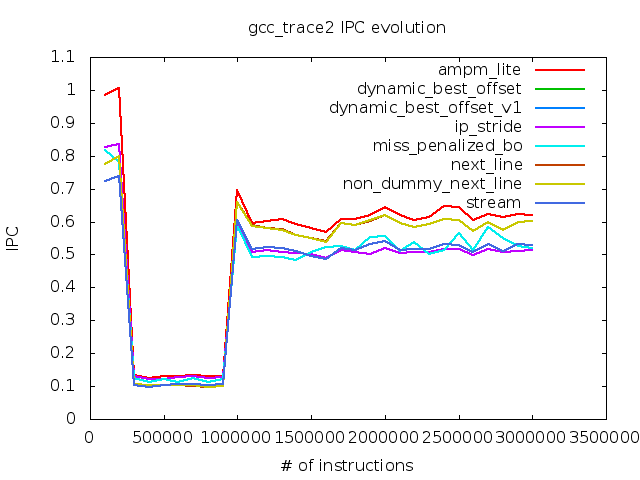 gcc_trace2 IPC evolution
1.1
1
0.9
0.8
0.7
0.6
0.5
0.4
0.3
0.2
0.1
0
IPC
ampm_lite
dynamic_best_offset
dynamic_best_offset_v1
ip_stride
miss_penalized_bo
next_line
non_dummy_next_line
stream
0 500000 1000000 1500000 2000000 2500000 3000000 3500000
# of instructions